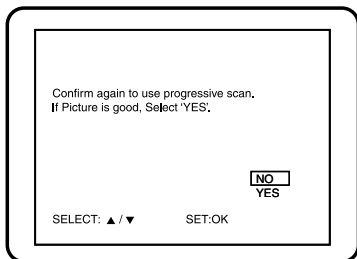 Confirm again to use progressive scan.
If Picture is good, Select 'YES'.
NO
YES
SELECT: ▲ / ▼ SET:OK